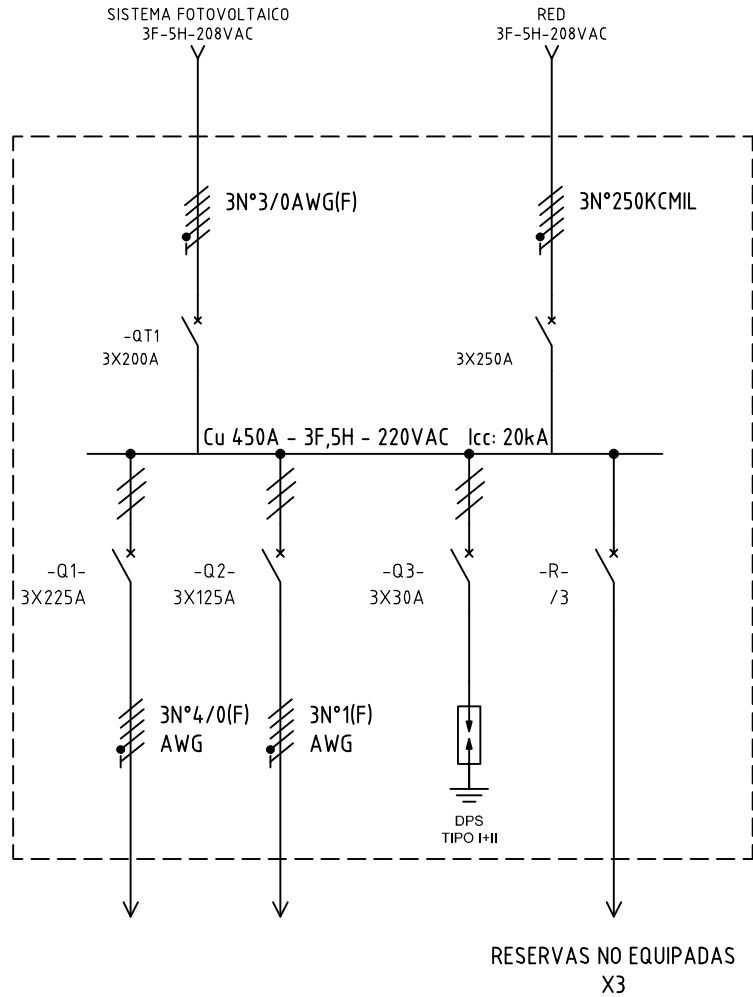 SISTEMA FOTOVOLTAICO
3F-5H-208VAC
RED
3F-5H-208VAC
3N°3/0AWG(F)
3N°250KCMIL
-QT1
3X200A
3X250A
Cu 450A - 3F,5H - 220VAC Icc: 20kA
-Q1-
3X225A
-Q2-
3X125A
-Q3-
3X30A
-R-
/3
3N°4/0(F)
AWG
3N°1(F)
AWG
DPS
TIPO I+II
RESERVAS NO EQUIPADAS
X3